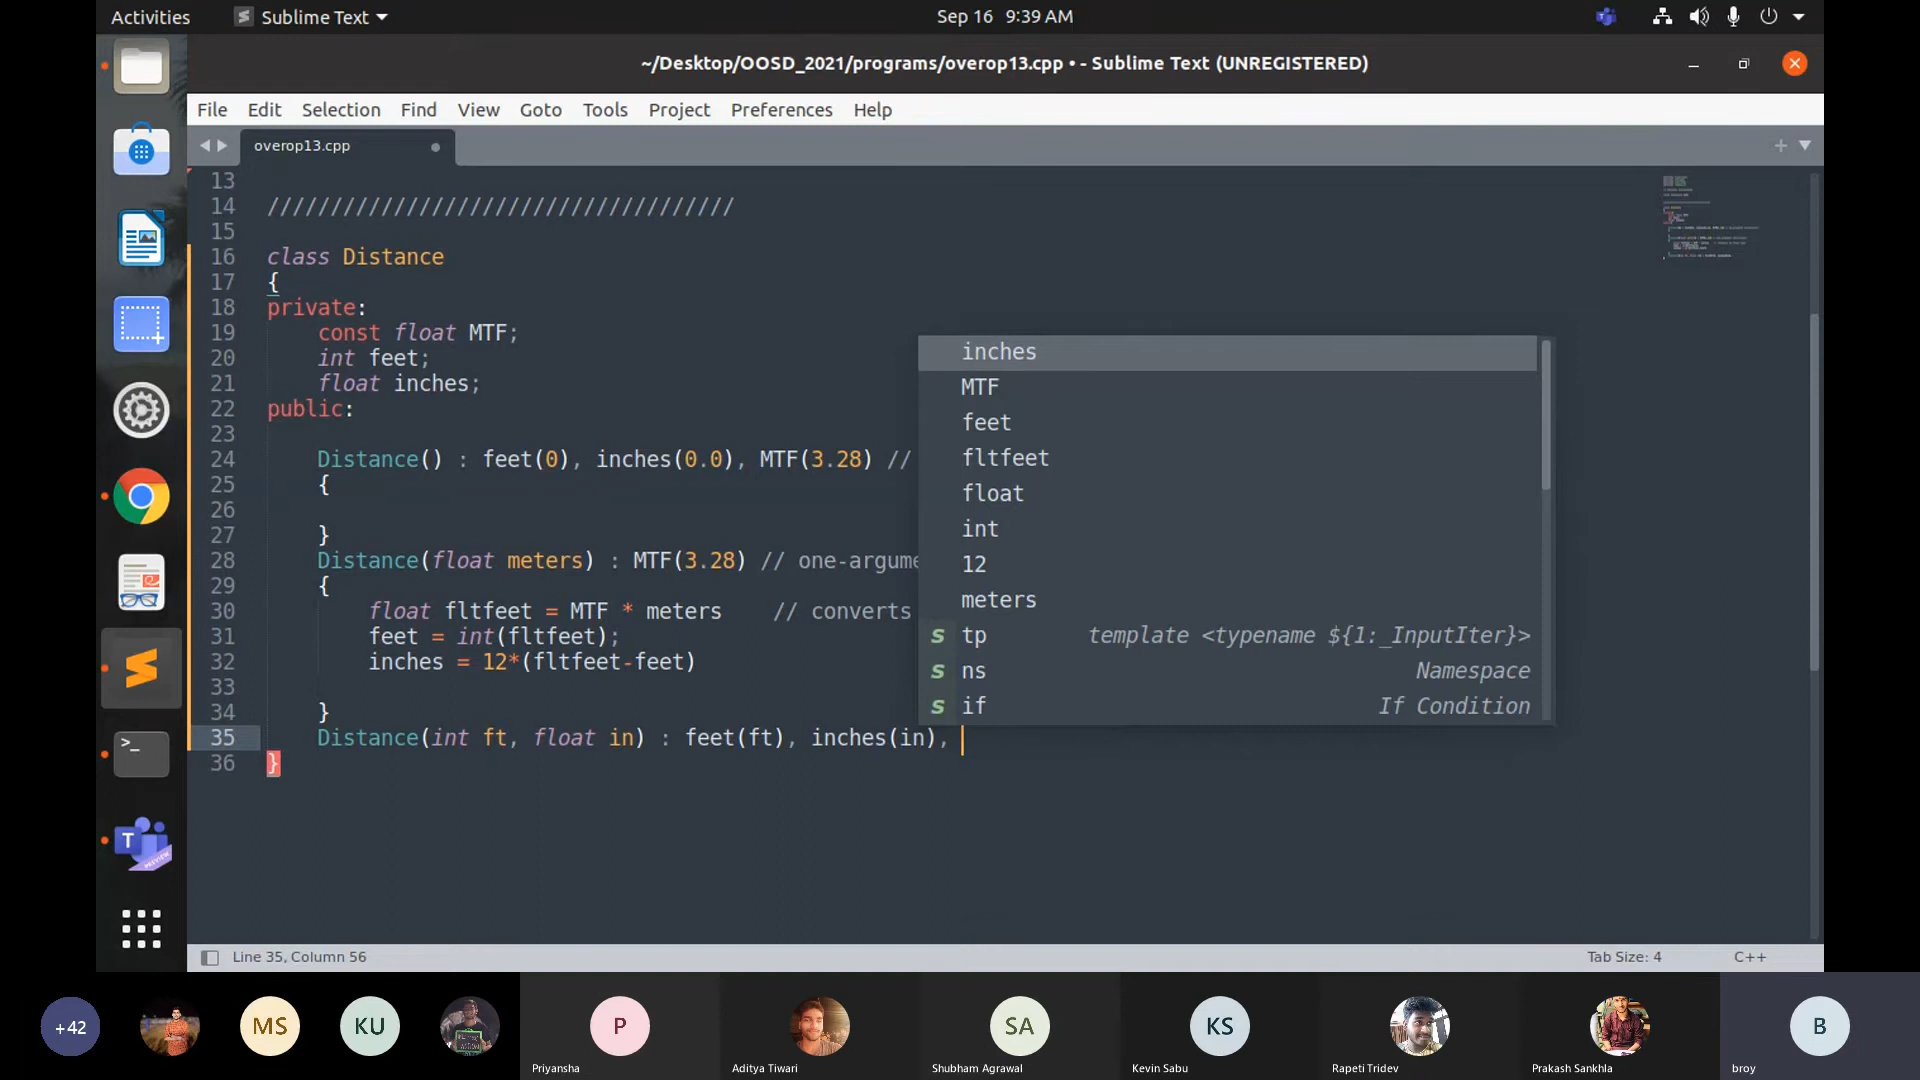 Activities Sublime Text Sep 16 9:39 AM
~/Desktop/OOSD_2021/programs/overop13.cpp • - Sublime Text (UNREGISTERED)
File Edit Selection Find View Goto Tools Project Preferences Help
overop13.cpp
13
14 /////////////////////////////////////
15
16 class Distance
17 {
18 private:
19 const float MTF;
20 int feet;
21 float inches;
22 public:
23
24 Distance() : feet(0), inches(0.0), MTF(3.28) //
25 {
26
27 }
28 Distance(float meters) : MTF(3.28) // one-argume
29 {
30 float fltfeet = MTF * meters // converts
31 feet = int(fltfeet);
32 inches = 12*(fltfeet-feet)
33
34 }
35 Distance(int ft, float in) : feet(ft), inches(in),
36 }
inches
MTF
feet
fltfeet
float
int
12
meters
s tp template <typename ${1:_InputIter}>
s ns Namespace
s if If Condition
Line 35, Column 56 Tab Size: 4 C++
+42 MS KU P SA KS B
Priyansha Aditya Tiwari Shubham Agrawal Kevin Sabu Rapeti Tridev Prakash Sankhla broy